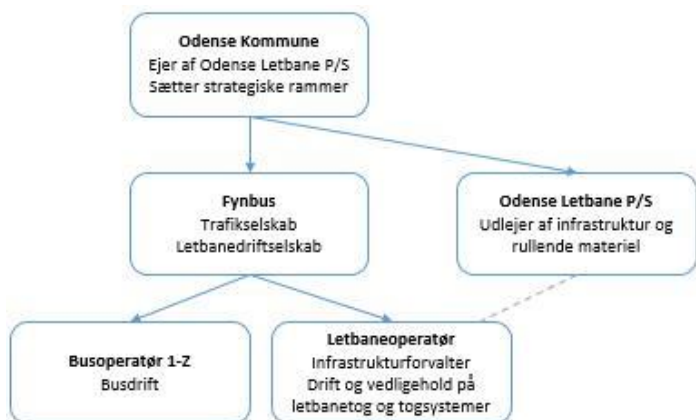 Odense Kommune
Ejer af Odense Letbane P/S
Sætter strategiske rammer
Fynbus
Trafikselskab
Letbanedriftselskab
Odense Letbane P/S
Udlejer af infrastruktur og
rullende materiel
Busoperatør 1-Z
Busdrift
Letbaneoperatør
Infrastrukturforvalter
Drift og vedligehold på
letbanetog og togsystemer